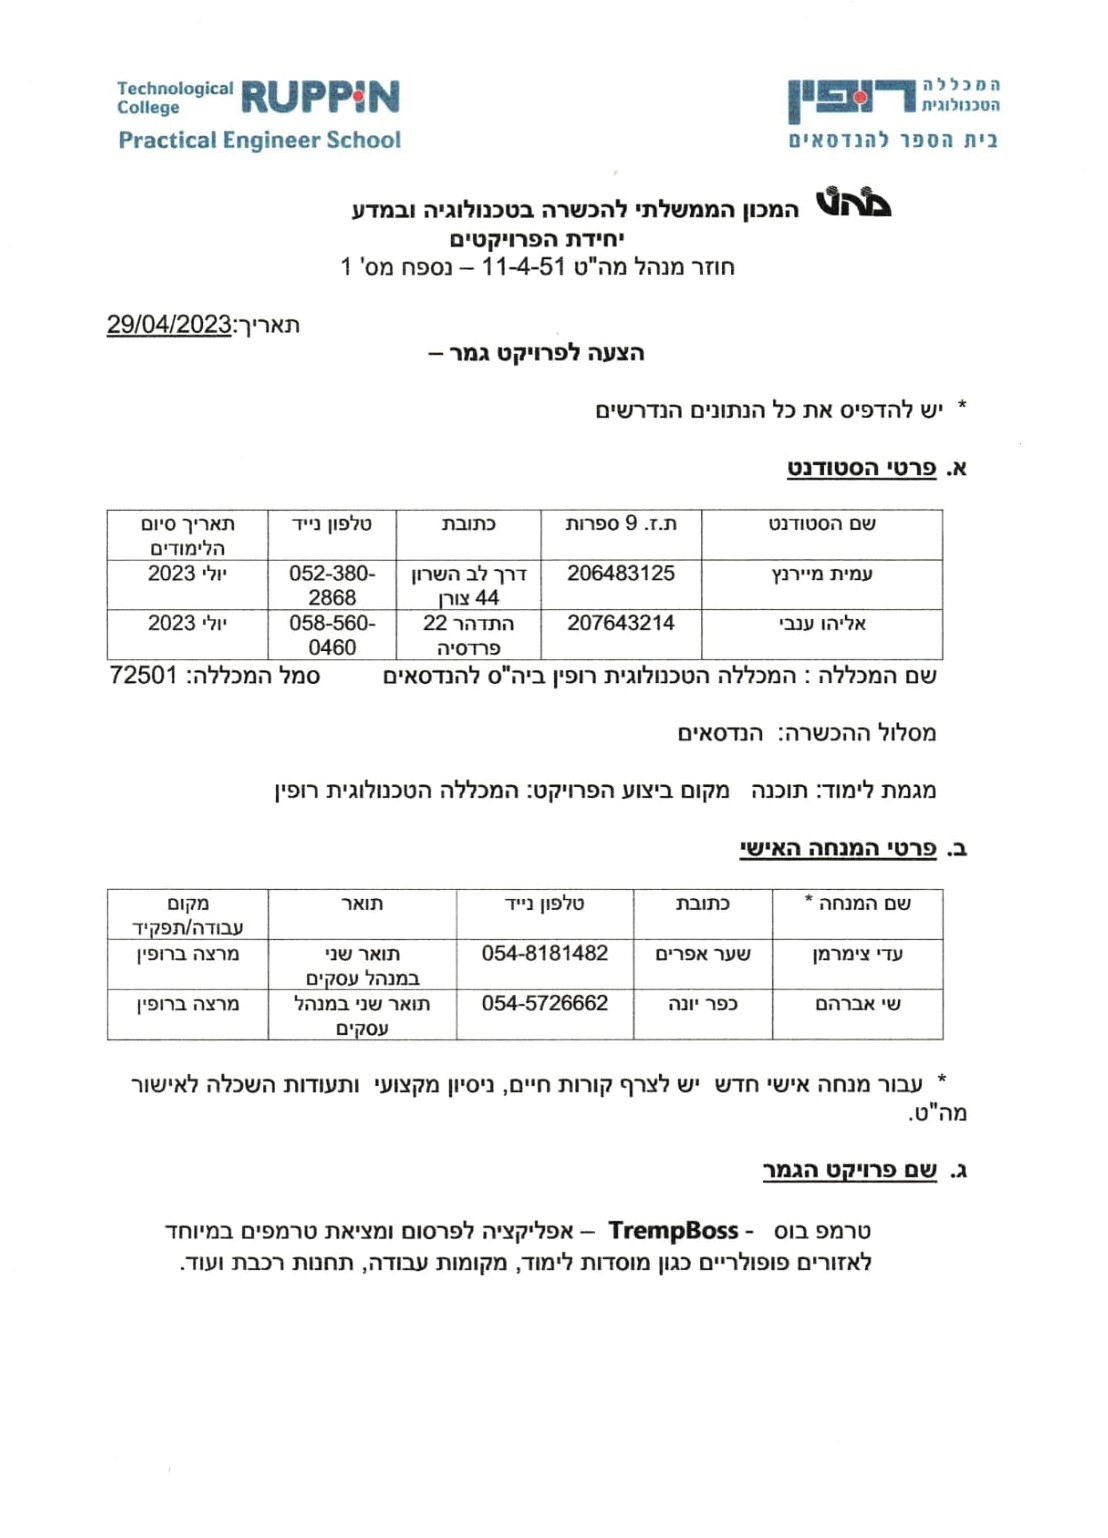 Technological College RUPPIN
Practical Engineer School
המכללה הטכנולוגית רופין
בית הספר להנדסאים
מהט המכון הממשלתי להכשרה בטכנולוגיה ובמדע
יחידת הפרויקטים
חוזר מנהל מה"ט 11-4-51 – נספח מס' 1
תאריך:29/04/2023
הצעה לפרויקט גמר –
* יש להדפיס את כל הנתונים הנדרשים
א. פרטי הסטודנט
שם הסטודנט ת.ז. 9 ספרות כתובת טלפון נייד תאריך סיום הלימודים
עמית מיירנץ 206483125 דרך לב השרון 44 צורן 052-380-2868 יולי 2023
אליהו ענבי 207643214 התדהר 22 פרדסיה 058-560-0460 יולי 2023
שם המכללה : המכללה הטכנולוגית רופין ביה"ס להנדסאים סמל המכללה: 72501
מסלול ההכשרה: הנדסאים
מגמת לימוד: תוכנה מקום ביצוע הפרויקט: המכללה הטכנולוגית רופין
ב. פרטי המנחה האישי
שם המנחה * כתובת טלפון נייד תואר מקום עבודה/תפקיד
עדי צימרמן שער אפרים 054-8181482 תואר שני במנהל עסקים מרצה ברופין
שי אברהם כפר יונה 054-5726662 תואר שני במנהל עסקים מרצה ברופין
* עבור מנחה אישי חדש יש לצרף קורות חיים, ניסיון מקצועי ותעודות השכלה לאישור
מה"ט.
ג. שם פרויקט הגמר
טרמפ בוס - TrempBoss – אפליקציה לפרסום ומציאת טרמפים במיוחד
לאזורים פופולריים כגון מוסדות לימוד, מקומות עבודה, תחנות רכבת ועוד.